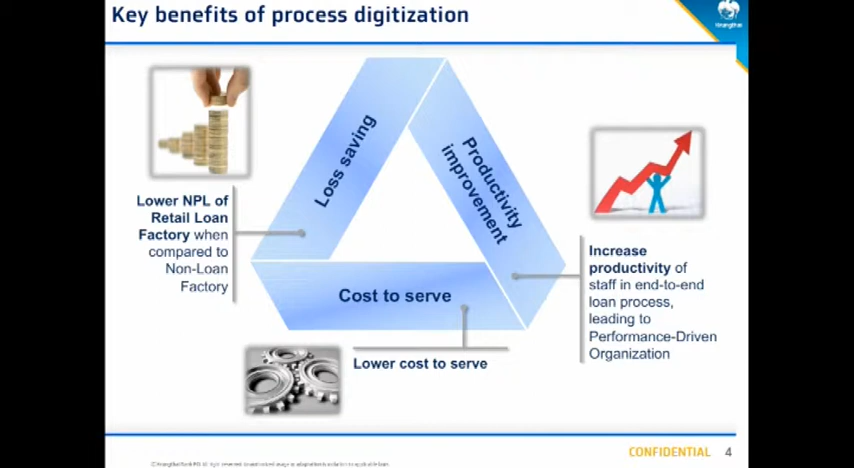 Key benefits of process digitization
Loss saving
Productivity
improvement
Lower NPL of
Retail Loan
Factory when
compared to
Non-Loan
Factory
Increase
productivity of
staff in end-to-end
loan process,
leading to
Performance-Driven
Organization
Cost to serve
Lower cost to serve
CONFIDENTIAL 4